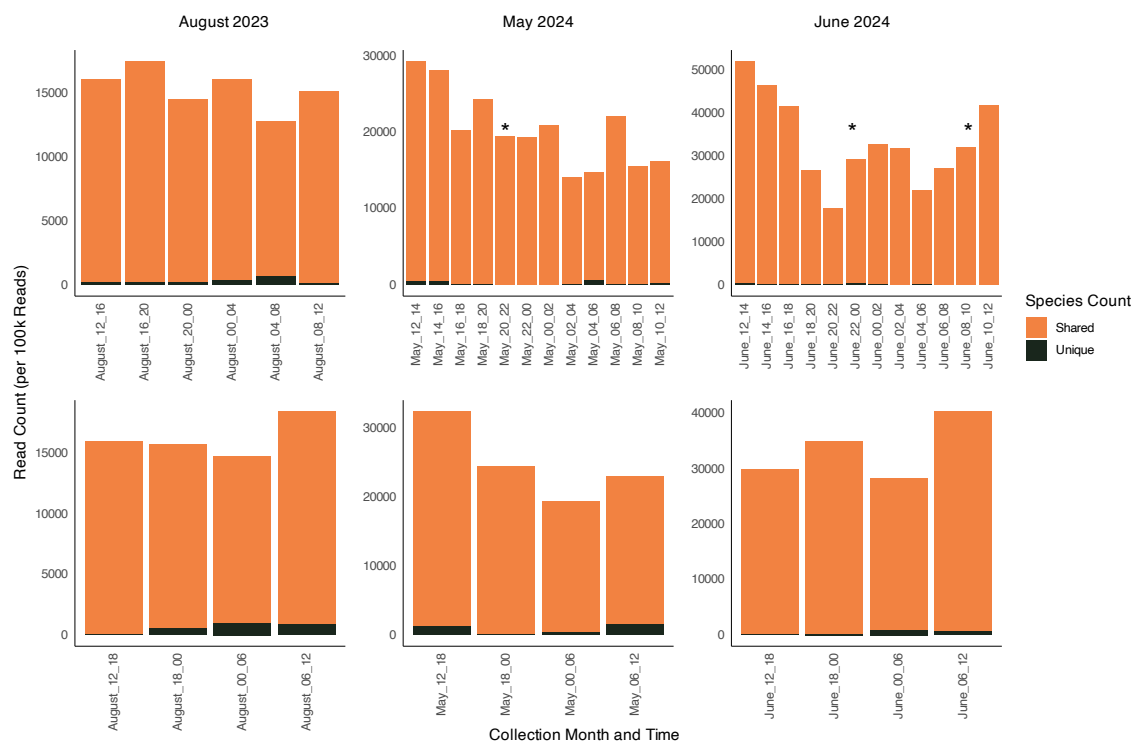 August 2023
May 2024
June 2024
Read Count (per 100k Reads)
15000
10000
5000
0
August_12_16
August_16_20
August_20_00
August_00_04
August_04_08
August_08_12
30000
20000
10000
0
*
May_12_14
May_14_16
May_16_18
May_18_20
May_20_22
May_22_00
May_00_02
May_02_04
May_04_06
May_06_08
May_08_10
May_10_12
50000
40000
30000
20000
10000
0
*
*
June_12_14
June_14_16
June_16_18
June_18_20
June_20_22
June_22_00
June_00_02
June_02_04
June_04_06
June_06_08
June_08_10
June_10_12
Species Count
Shared
Unique
15000
10000
5000
0
August_12_18
August_18_00
August_00_06
August_06_12
30000
20000
10000
0
May_12_18
May_18_00
May_00_06
May_06_12
40000
30000
20000
10000
0
June_12_18
June_18_00
June_00_06
June_06_12
Collection Month and Time